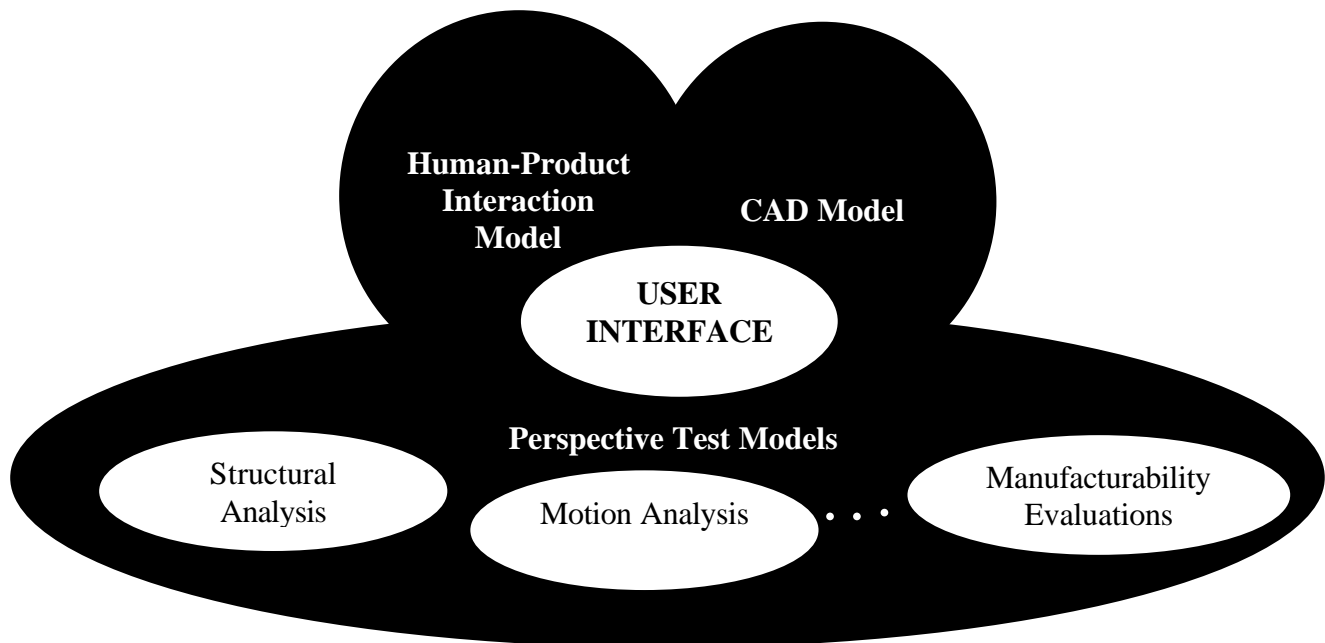 Human-Product
Interaction
Model
CAD Model
USER
INTERFACE
Perspective Test Models
Structural
Analysis
Motion Analysis
. . .
Manufacturability
Evaluations